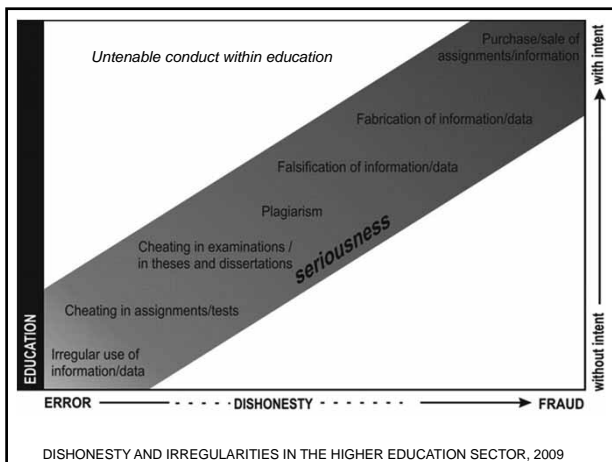 Untenable conduct within education
Purchase/sale of
assignments/information
Fabrication of information/data
Falsification of information/data
Plagiarism
seriousness
Cheating in examinations /
in theses and dissertations
Cheating in assignments/tests
Irregular use of
information/data
EDUCATION
with intent
without intent
ERROR
DISHONESTY
FRAUD
DISHONESTY AND IRREGULARITIES IN THE HIGHER EDUCATION SECTOR, 2009